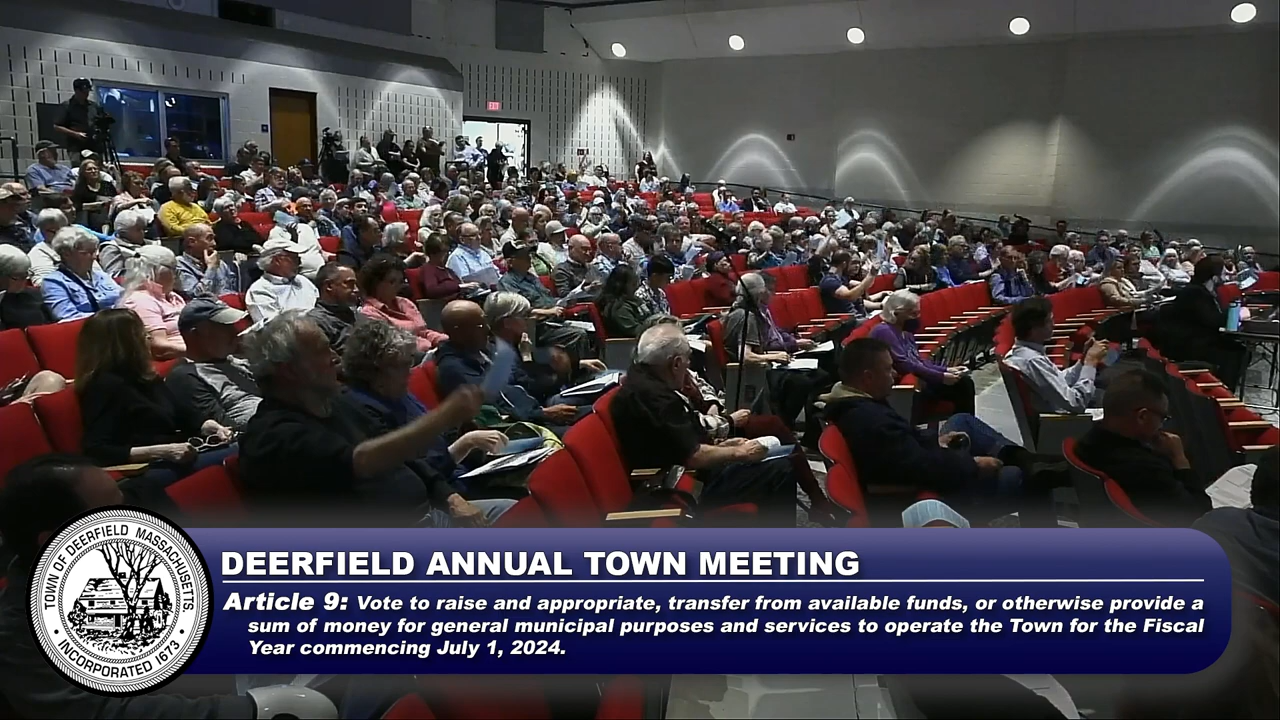 EXIT
DEERFIELD ANNUAL TOWN MEETING
Article 9: Vote to raise and appropriate, transfer from available funds, or otherwise provide a
sum of money for general municipal purposes and services to operate the Town for the Fiscal
Year commencing July 1, 2024.
TOWN OF DEERFIELD MASSACHUSETTS
• INCORPORATED 1673 •